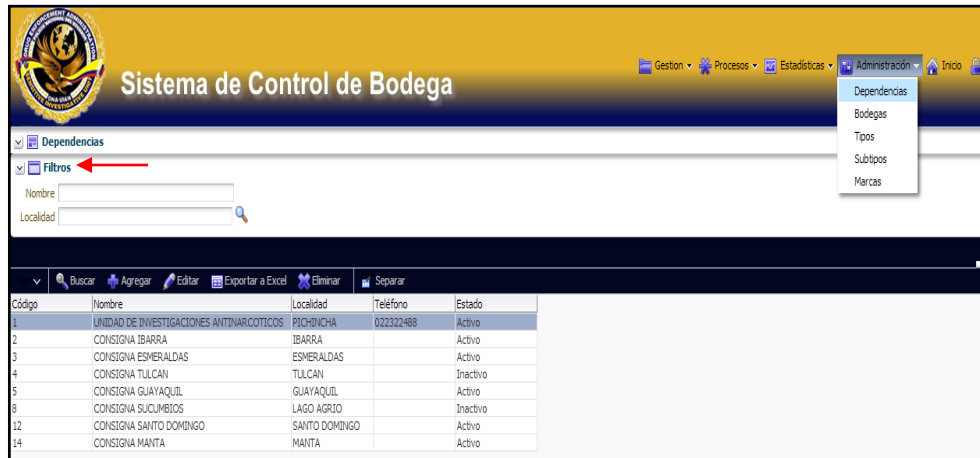 Sistema de Control de Bodega
Gestion Procesos Estadísticas Administración Inicio
Dependencias
Bodegas
Tipos
Subtipos
Marcas
Dependencias
Filtros
Nombre
Localidad
Buscar Agregar Editar Exportar a Excel Eliminar Separar
Código Nombre Localidad Teléfono Estado
1 UNIDAD DE INVESTIGACIONES ANTINARCOTICOS PICHINCHA 022322488 Activo
2 CONSIGNA IBARRA IBARRA Activo
3 CONSIGNA ESMERALDAS ESMERALDAS Activo
4 CONSIGNA TULCAN TULCAN Inactivo
5 CONSIGNA GUAYAQUIL GUAYAQUIL Activo
8 CONSIGNA SUCUMBIOS LAGO AGRIO Inactivo
12 CONSIGNA SANTO DOMINGO SANTO DOMINGO Activo
14 CONSIGNA MANTA MANTA Activo